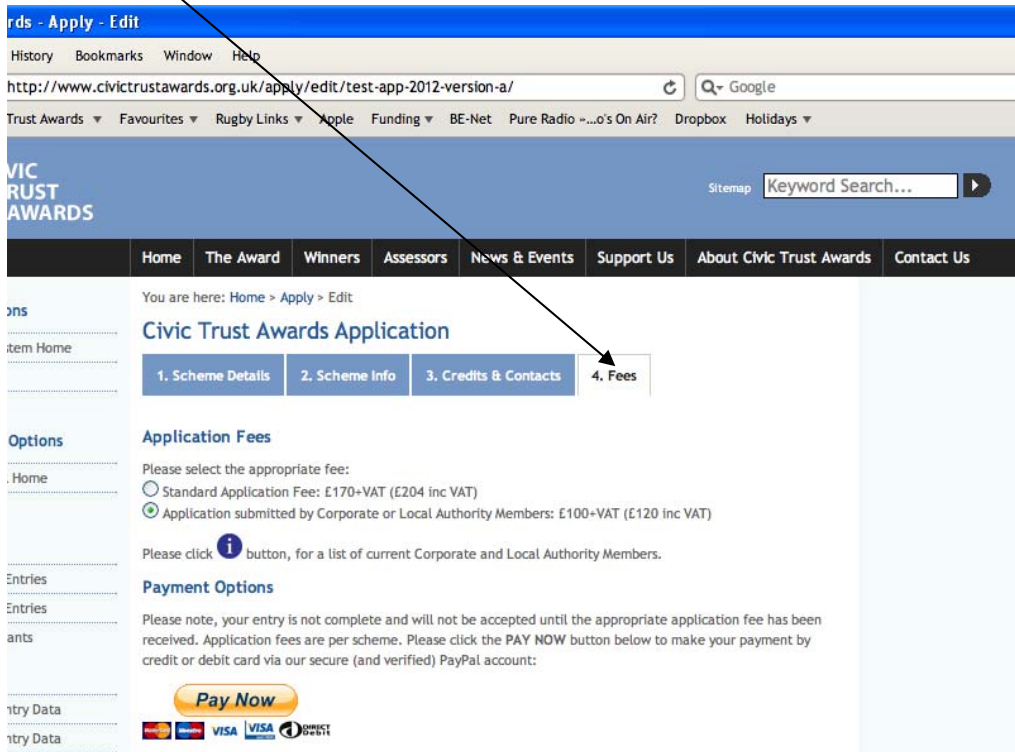 rds - Apply - Edit
History Bookmarks Window Help
http://www.civictrustawards.org.uk/apply/edit/test-app-2012-version-a/ Google
Trust Awards Favourites Rugby Links Apple Funding BE-Net Pure Radio -...o's On Air? Dropbox Holidays
VIC
RUST
AWARDS
Sitemap Keyword Search...
Home The Award Winners Assessors News & Events Support Us About Civic Trust Awards Contact Us
You are here: Home > Apply > Edit
ons
Civic Trust Awards Application
stem Home
1. Scheme Details 2. Scheme Info 3. Credits & Contacts 4. Fees
Options
Application Fees
Home
Please select the appropriate fee:
Standard Application Fee: £170+VAT (£204 inc VAT)
Application submitted by Corporate or Local Authority Members: £100+VAT (£120 inc VAT)
Please click i button, for a list of current Corporate and Local Authority Members.
Entries
Payment Options
Entries
Please note, your entry is not complete and will not be accepted until the appropriate application fee has been
ants
received. Application fees are per scheme. Please click the PAY NOW button below to make your payment by
credit or debit card via our secure (and verified) PayPal account:
Pay Now
ntry Data
VISA VISA DIRECT Debit
ntry Data